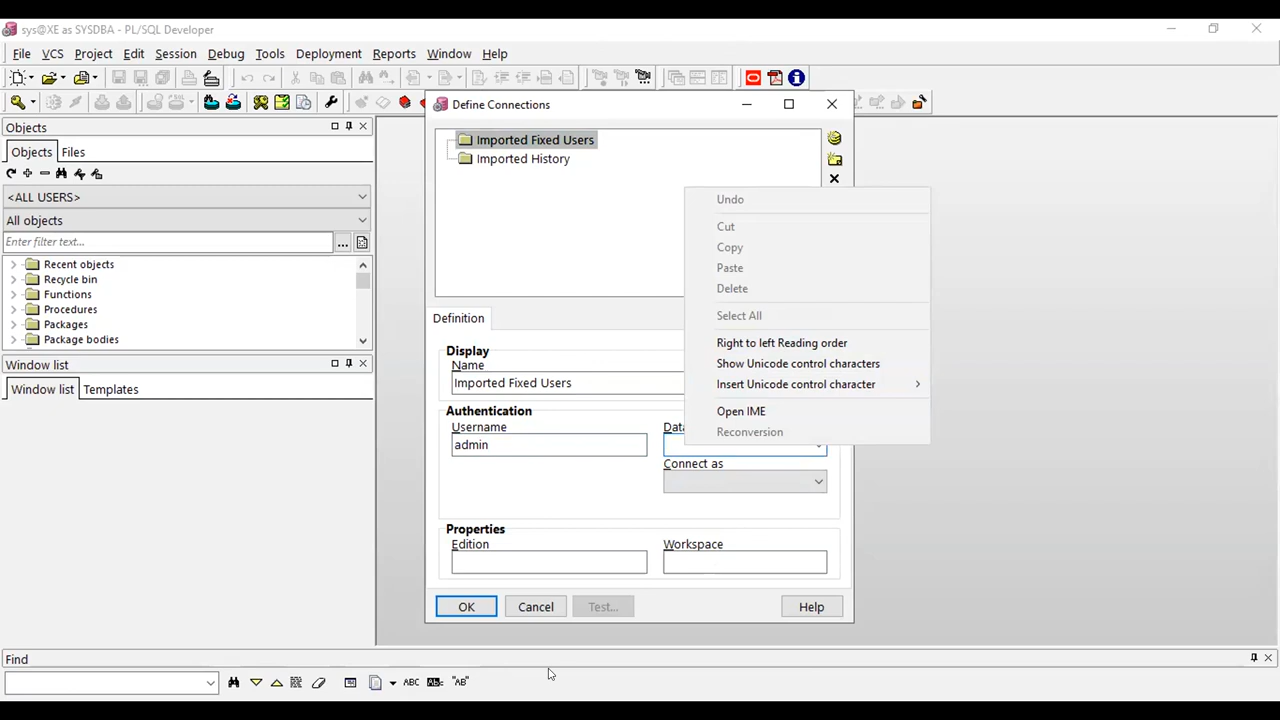 sys@XE as SYSDBA - PL/SQL Developer
File VCS Project Edit Session Debug Tools Deployment Reports Window Help
Objects
Objects Files
<ALL USERS>
All objects
Enter filter text...
Recent objects
Recycle bin
Functions
Procedures
Packages
Package bodies
Window list
Window list Templates
Define Connections
Imported Fixed Users
Imported History
Undo
Cut
Copy
Paste
Delete
Select All
Right to left Reading order
Show Unicode control characters
Insert Unicode control character
Open IME
Reconversion
Definition
Display
Name
Imported Fixed Users
Authentication
Username Data
admin
Connect as
Properties
Edition Workspace
OK Cancel Test... Help
Find
ABC "AB"